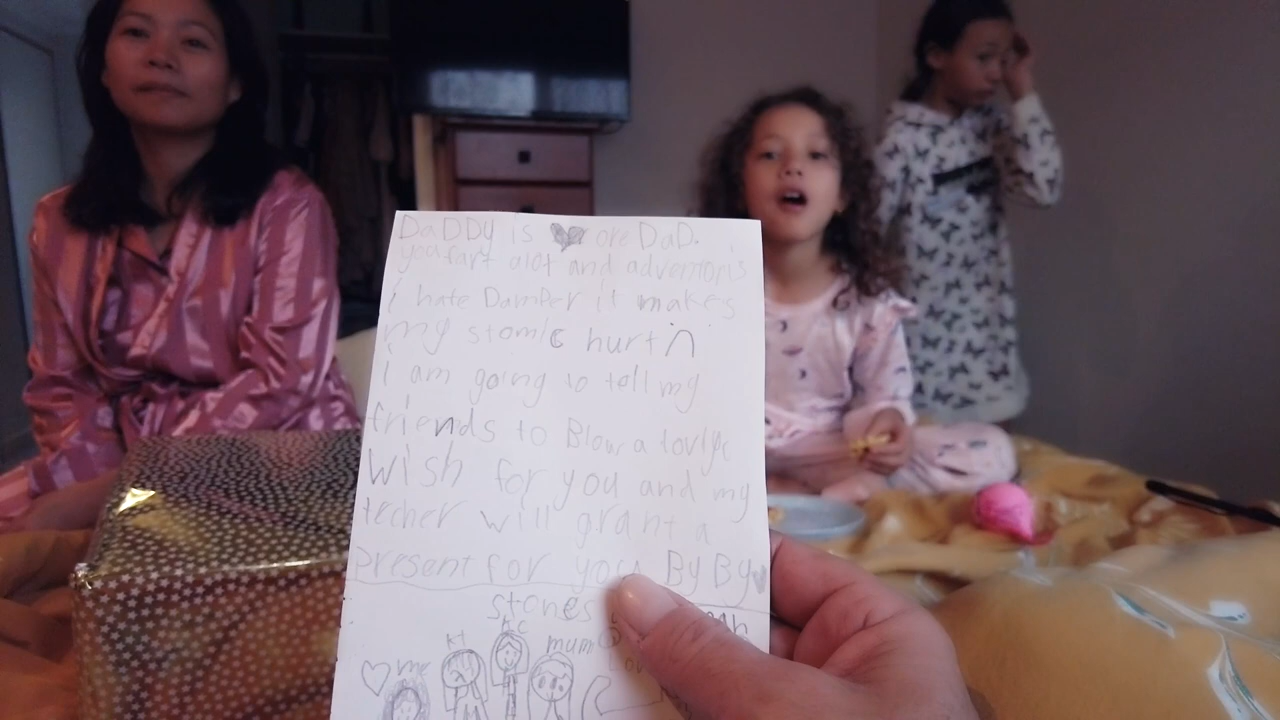 DaDDy is ore DaD.
you fart alot and adventoris
i hate DamPer it makes
my stomic hurt
i am going to tell my
friends to Blow a lovlye
wish for you and my
techer will grant a
present for you By By
stones
mum
me